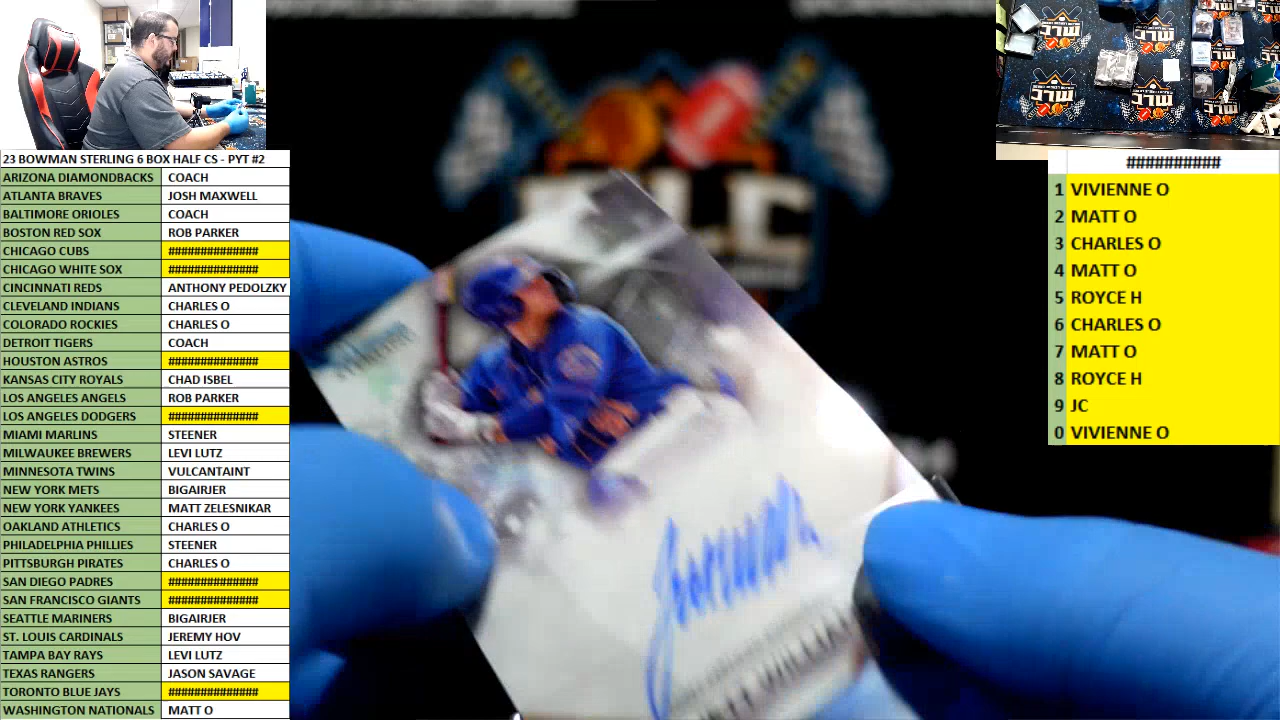 23 BOWMAN STERLING 6 BOX HALF CS - PYT #2
ARIZONA DIAMONDBACKS COACH
ATLANTA BRAVES JOSH MAXWELL
BALTIMORE ORIOLES COACH
BOSTON RED SOX ROB PARKER
CHICAGO CUBS ##############
CHICAGO WHITE SOX ##############
CINCINNATI REDS ANTHONY PEDOLZKY
CLEVELAND INDIANS CHARLES O
COLORADO ROCKIES CHARLES O
DETROIT TIGERS COACH
HOUSTON ASTROS ##############
KANSAS CITY ROYALS CHAD ISBEL
LOS ANGELES ANGELS ROB PARKER
LOS ANGELES DODGERS ##############
MIAMI MARLINS STEENER
MILWAUKEE BREWERS LEVI LUTZ
MINNESOTA TWINS VULCANTAINT
NEW YORK METS BIGAIRJER
NEW YORK YANKEES MATT ZELESNIKAR
OAKLAND ATHLETICS CHARLES O
PHILADELPHIA PHILLIES STEENER
PITTSBURGH PIRATES CHARLES O
SAN DIEGO PADRES ##############
SAN FRANCISCO GIANTS ##############
SEATTLE MARINERS BIGAIRJER
ST. LOUIS CARDINALS JEREMY HOV
TAMPA BAY RAYS LEVI LUTZ
TEXAS RANGERS JASON SAVAGE
TORONTO BLUE JAYS ##############
WASHINGTON NATIONALS MATT O
##########
1 VIVIENNE O
2 MATT O
3 CHARLES O
4 MATT O
5 ROYCE H
6 CHARLES O
7 MATT O
8 ROYCE H
9 JC
0 VIVIENNE O